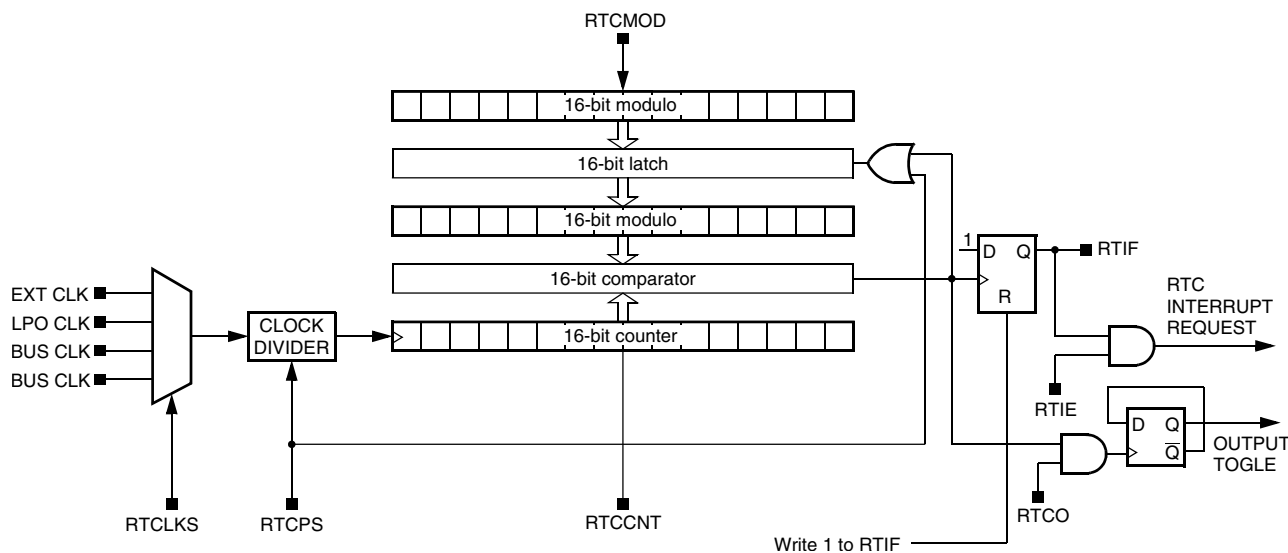 RTCMOD
16-bit modulo
16-bit latch
16-bit modulo
16-bit comparator
16-bit counter
EXT CLK
LPO CLK
BUS CLK
BUS CLK
CLOCK
DIVIDER
1
D Q
R
RTIF
RTC
INTERRUPT
REQUEST
RTIE
D Q
Q̅
OUTPUT
TOGLE
RTCO
RTCLKS
RTCPS
RTCCNT
Write 1 to RTIF